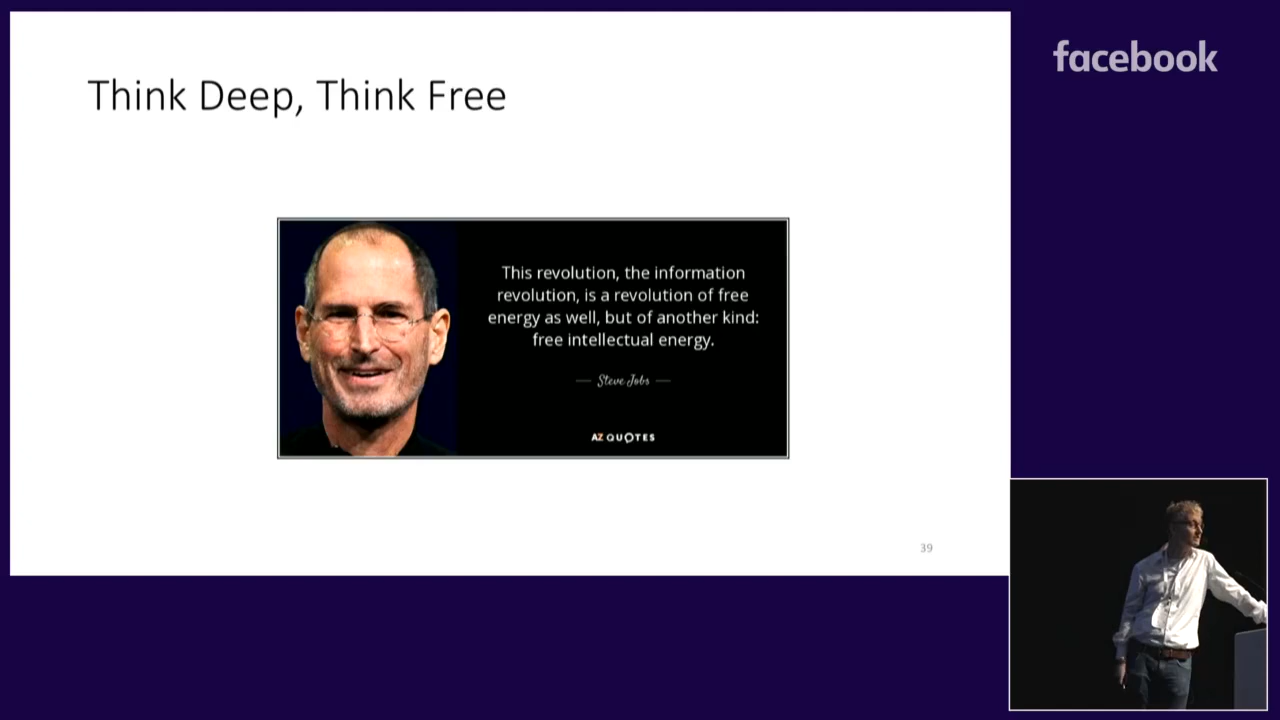 facebook
Think Deep, Think Free
This revolution, the information
revolution, is a revolution of free
energy as well, but of another kind:
free intellectual energy.
Steve Jobs
AZ QUOTES
39